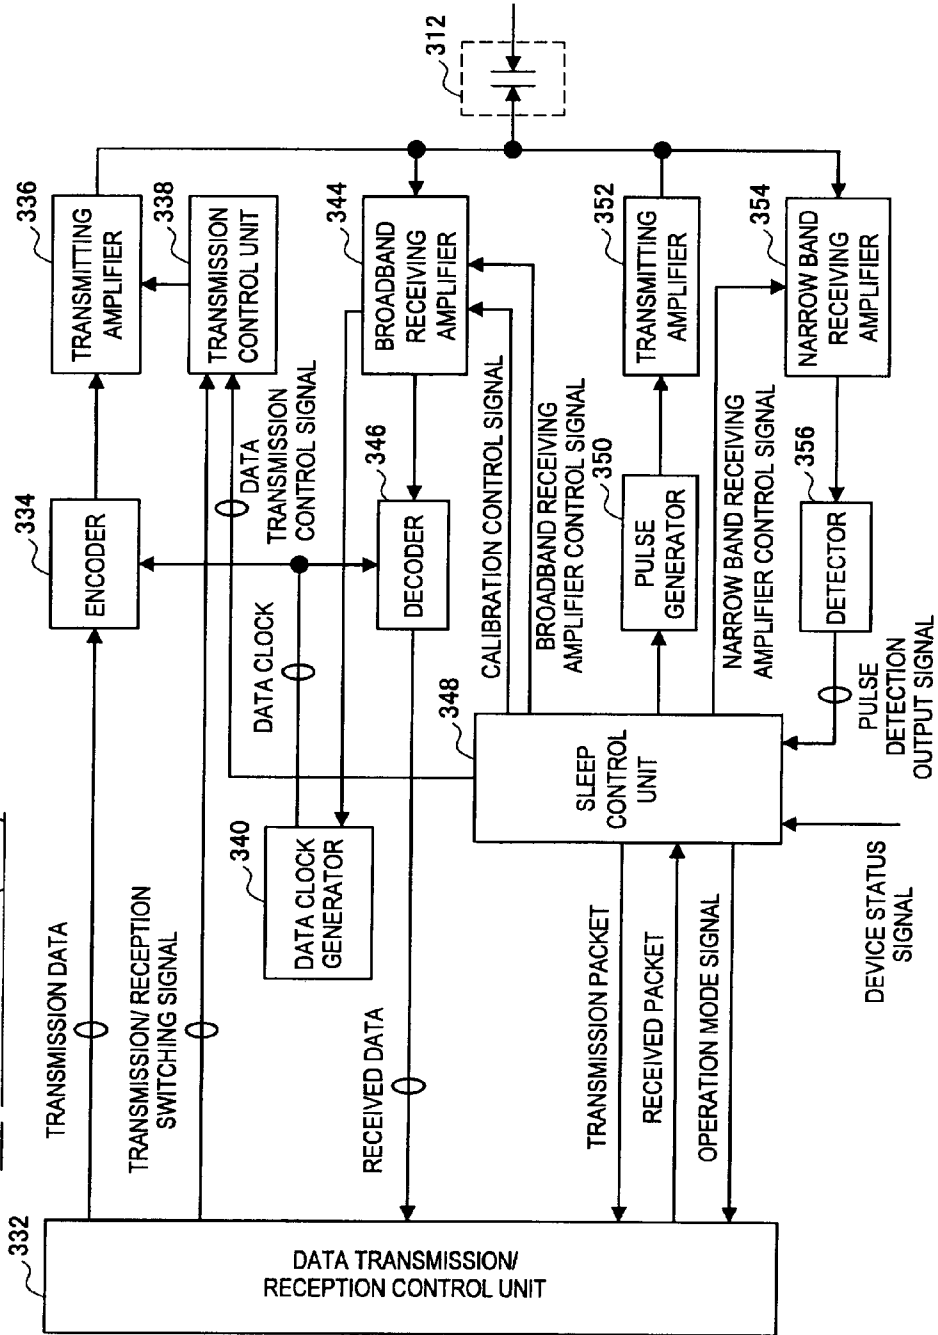 312
336
TRANSMITTING
AMPLIFIER
338
TRANSMISSION
CONTROL UNIT
344
BROADBAND
RECEIVING
AMPLIFIER
352
TRANSMITTING
AMPLIFIER
354
NARROW BAND
RECEIVING
AMPLIFIER
334
ENCODER
DATA
TRANSMISSION
CONTROL SIGNAL
346
DECODER
CALIBRATION CONTROL SIGNAL
BROADBAND RECEIVING
AMPLIFIER CONTROL SIGNAL
350
PULSE
GENERATOR
NARROW BAND RECEIVING
AMPLIFIER CONTROL SIGNAL
356
DETECTOR
PULSE
DETECTION
OUTPUT SIGNAL
DATA CLOCK
340
DATA CLOCK
GENERATOR
348
SLEEP
CONTROL
UNIT
DEVICE STATUS
SIGNAL
TRANSMISSION DATA
TRANSMISSION/ RECEPTION
SWITCHING SIGNAL
RECEIVED DATA
TRANSMISSION PACKET
RECEIVED PACKET
OPERATION MODE SIGNAL
332
DATA TRANSMISSION/
RECEPTION CONTROL UNIT